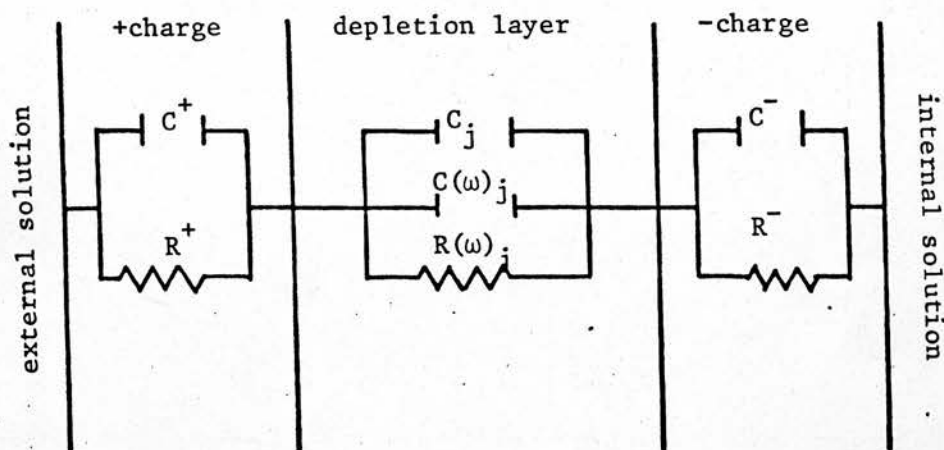 +charge
depletion layer
-charge
external solution
C+
R+
Cj
C(ω)j
R(ω)j
C-
R-
internal solution